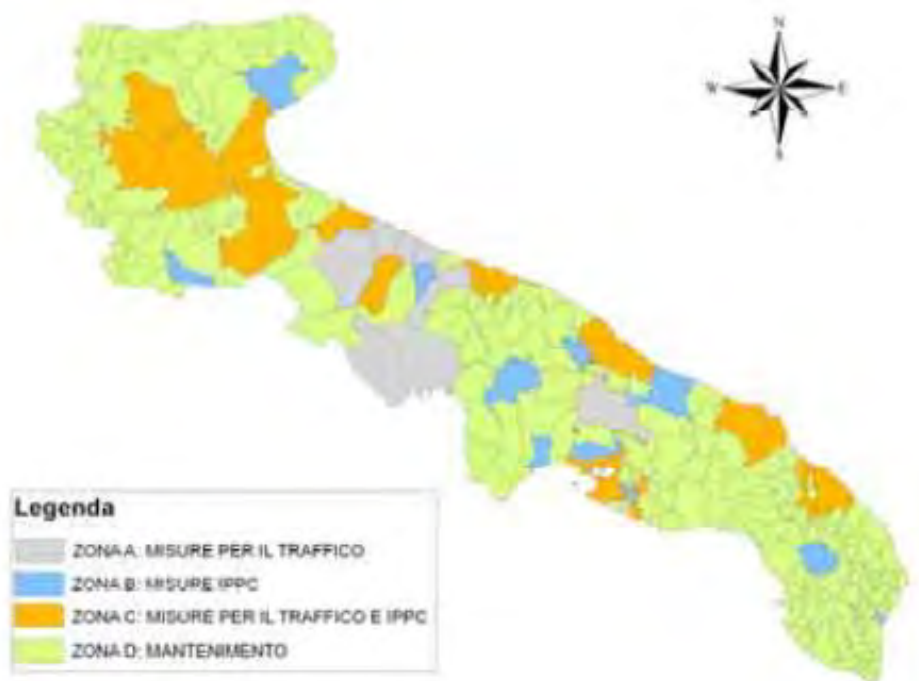 N
W
E
S
Legenda
ZONA A: MISURE PER IL TRAFFICO
ZONA B: MISURE IPPC
ZONA C: MISURE PER IL TRAFFICO E IPPC
ZONA D: MANTENIMENTO